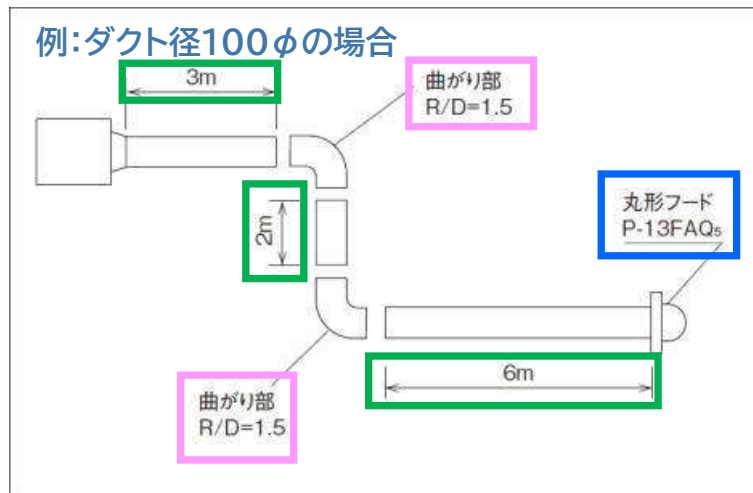 例:ダクト径100φの場合
3m
曲がり部
R/D=1.5
2m
丸形フード
P-13FAQ₅
6m
曲がり部
R/D=1.5